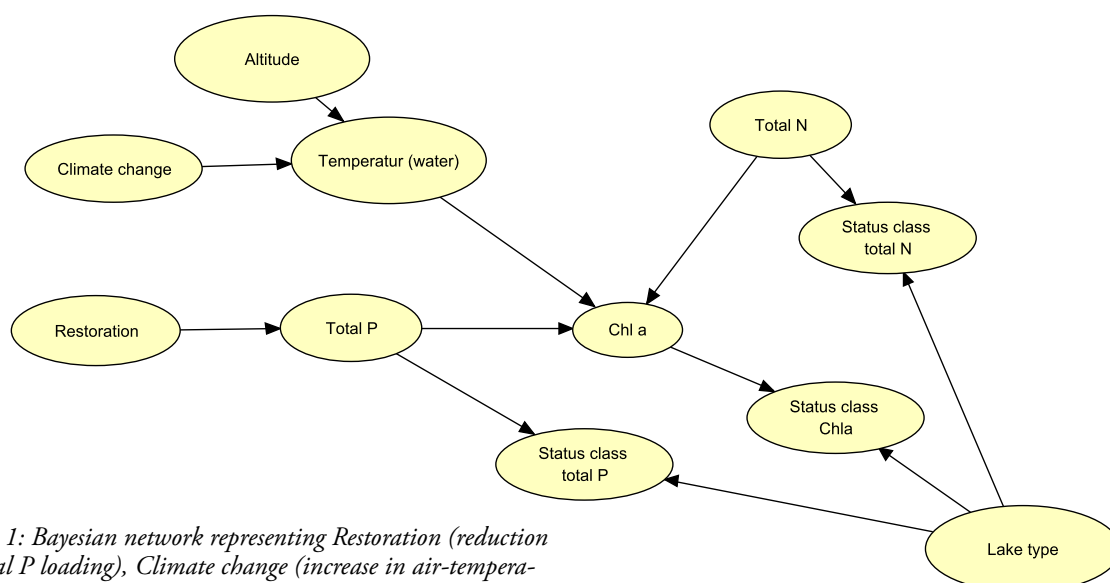 Altitude
Total N
Climate change
Temperatur (water)
Status class
total N
Restoration
Total P
Chl a
Status class
Chla
Status class
total P
1: Bayesian network representing Restoration (reduction
al P loading), Climate change (increase in air-tempera-
Lake type